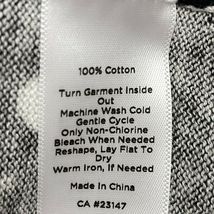 100% Cotton
Turn Garment Inside
Out
Machine Wash Cold
Gentle Cycle
Only Non-Chlorine
Bleach When Needed
Reshape, Lay Flat To
Dry
Warm Iron, If Needed
Made In China
CA #23147